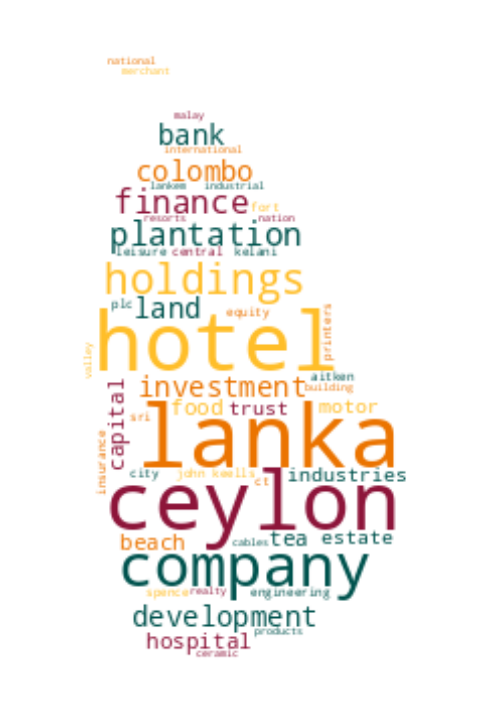 national
merchant
malay
bank
international
colombo
lankem industrial
finance fort
resorts nation
plantation
leisure central kelani
holdings
plc land equity
printers
hotel
valley
investment aitken
building
capital
food trust motor
sri
lanka
insurance
city john keells industries
ct
ceylon
beach cables tea estate
company
spence realty engineering
development
products
hospital
ceramic